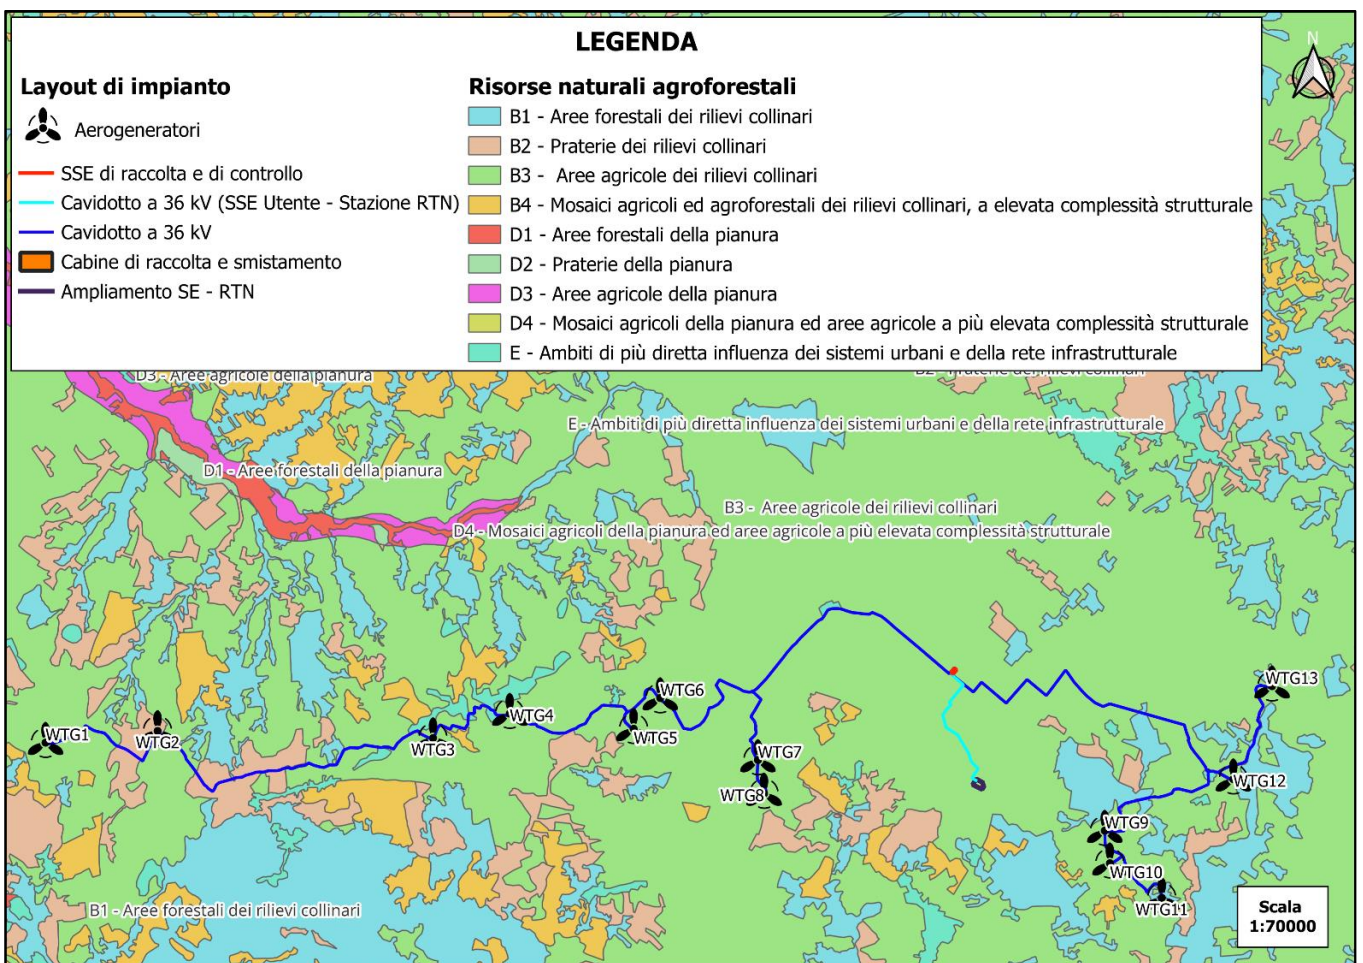 LEGENDA
N
Layout di impianto
Aerogeneratori
SSE di raccolta e di controllo
Cavidotto a 36 kV (SSE Utente - Stazione RTN)
Cavidotto a 36 kV
Cabine di raccolta e smistamento
Ampliamento SE - RTN
Risorse naturali agroforestali
B1 - Aree forestali dei rilievi collinari
B2 - Praterie dei rilievi collinari
B3 - Aree agricole dei rilievi collinari
B4 - Mosaici agricoli ed agroforestali dei rilievi collinari, a elevata complessità strutturale
D1 - Aree forestali della pianura
D2 - Praterie della pianura
D3 - Aree agricole della pianura
D4 - Mosaici agricoli della pianura ed aree agricole a più elevata complessità strutturale
E - Ambiti di più diretta influenza dei sistemi urbani e della rete infrastrutturale
D3 - Aree agricole della pianura
B2 - Praterie dei rilievi collinari
E - Ambiti di più diretta influenza dei sistemi urbani e della rete infrastrutturale
D1 - Aree forestali della pianura
B3 - Aree agricole dei rilievi collinari
D4 - Mosaici agricoli della pianura ed aree agricole a più elevata complessità strutturale
WTG13
WTG6
WTG4
WTG1
WTG2
WTG5
WTG3
WTG7
WTG12
WTG8
WTG9
WTG10
WTG11
B1 - Aree forestali dei rilievi collinari
Scala
1:70000